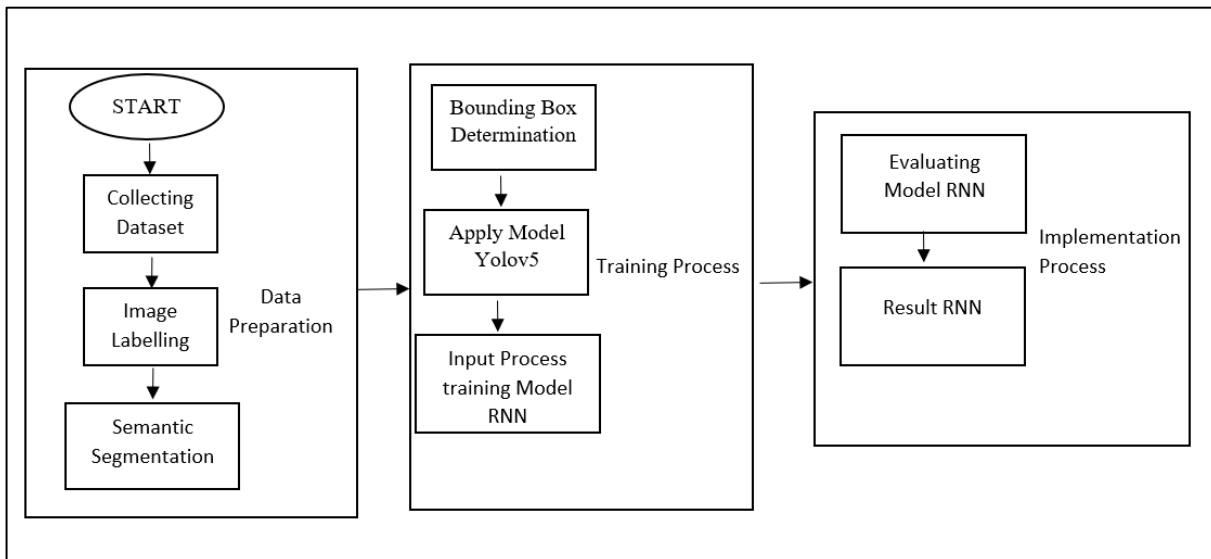 START
Collecting
Dataset
Image
Labelling
Semantic
Segmentation
Data
Preparation
Bounding Box
Determination
Apply Model
Yolov5
Input Process
training Model
RNN
Training Process
Evaluating
Model RNN
Result RNN
Implementation
Process